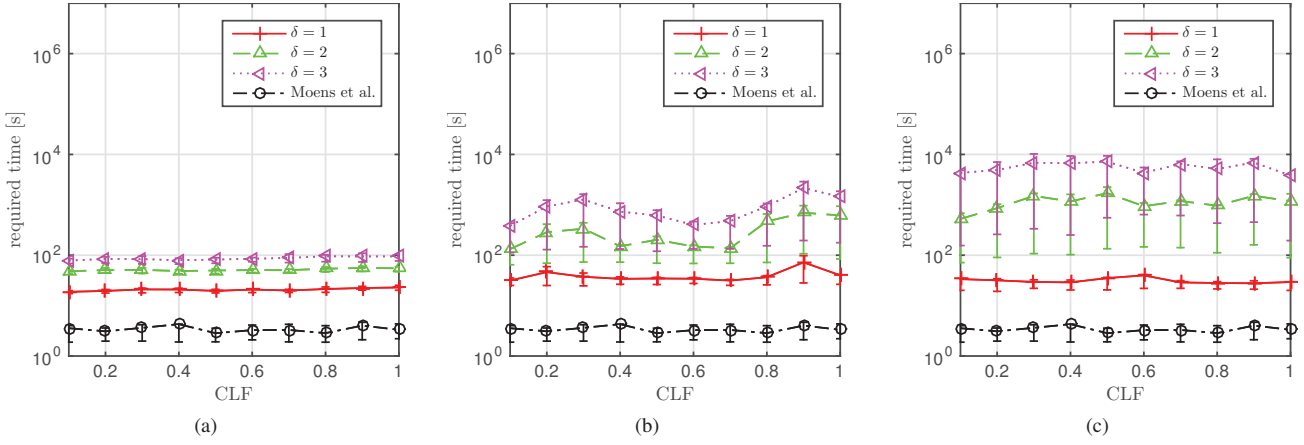 δ = 1
δ = 2
δ = 3
Moens et al.
required time [s]
10^6
10^4
10^2
10^0
0.2 0.4 0.6 0.8 1
CLF
(a)
δ = 1
δ = 2
δ = 3
Moens et al.
required time [s]
10^6
10^4
10^2
10^0
0.2 0.4 0.6 0.8 1
CLF
(b)
δ = 1
δ = 2
δ = 3
Moens et al.
required time [s]
10^6
10^4
10^2
10^0
0.2 0.4 0.6 0.8 1
CLF
(c)